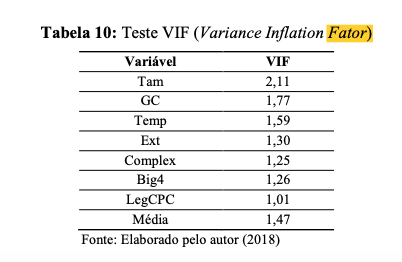 Tabela 10: Teste VIF (Variance Inflation Fator)
Variável VIF
Tam 2,11
GC 1,77
Temp 1,59
Ext 1,30
Complex 1,25
Big4 1,26
LegCPC 1,01
Média 1,47
Fonte: Elaborado pelo autor (2018)